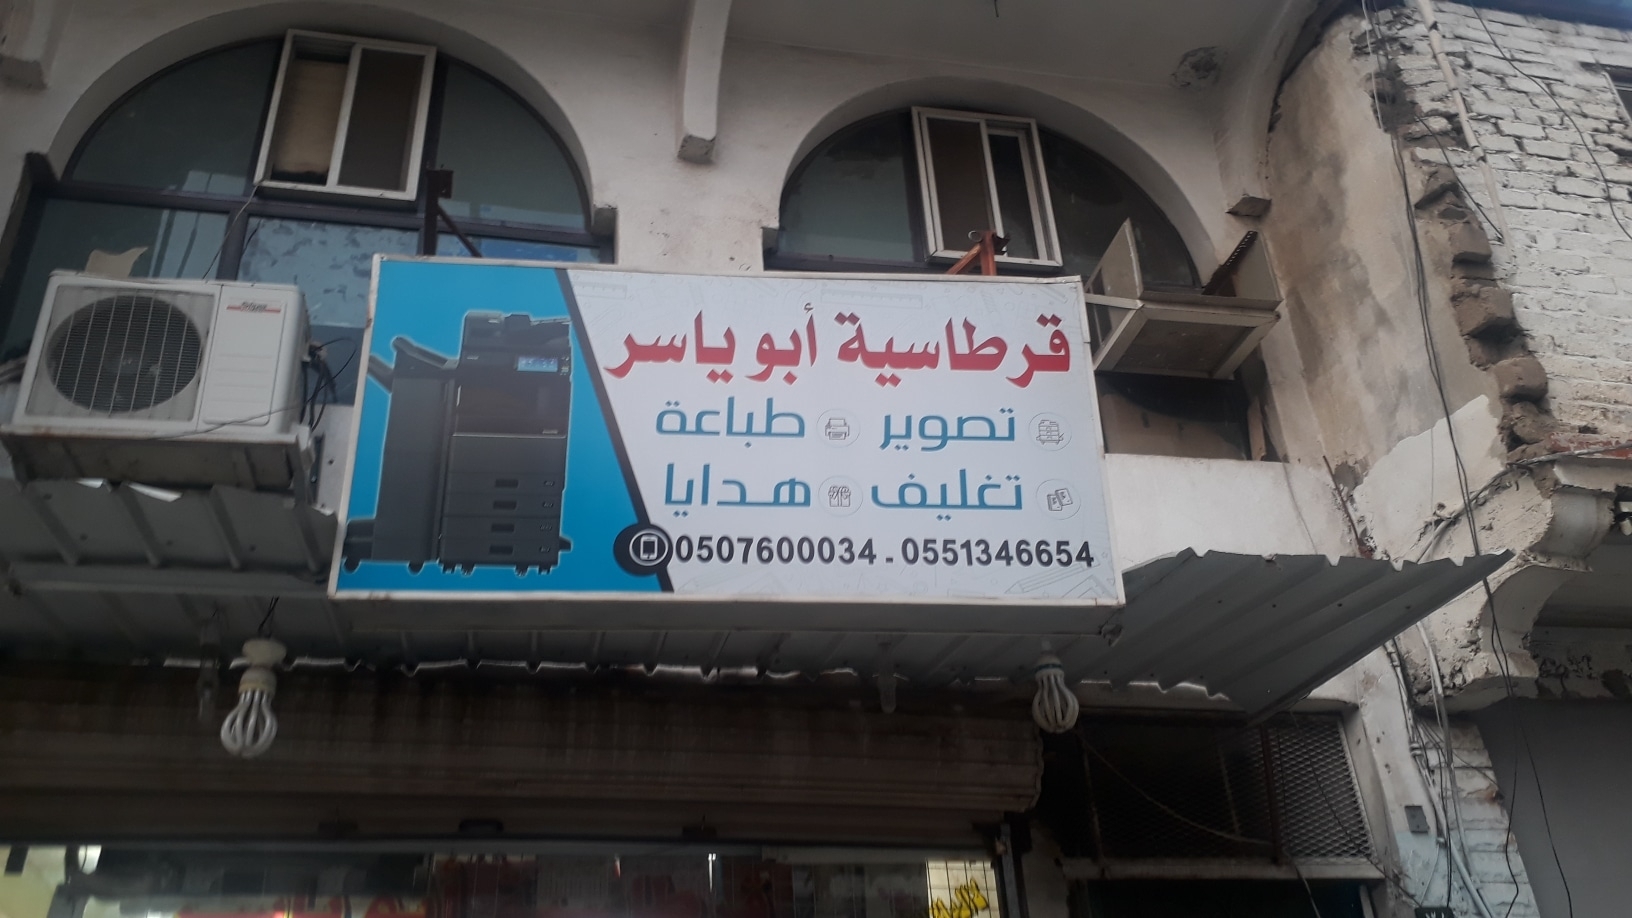 قرطاسية أبو ياسر
تصوير طباعة
تغليف هدايا
0507600034 - 0551346654